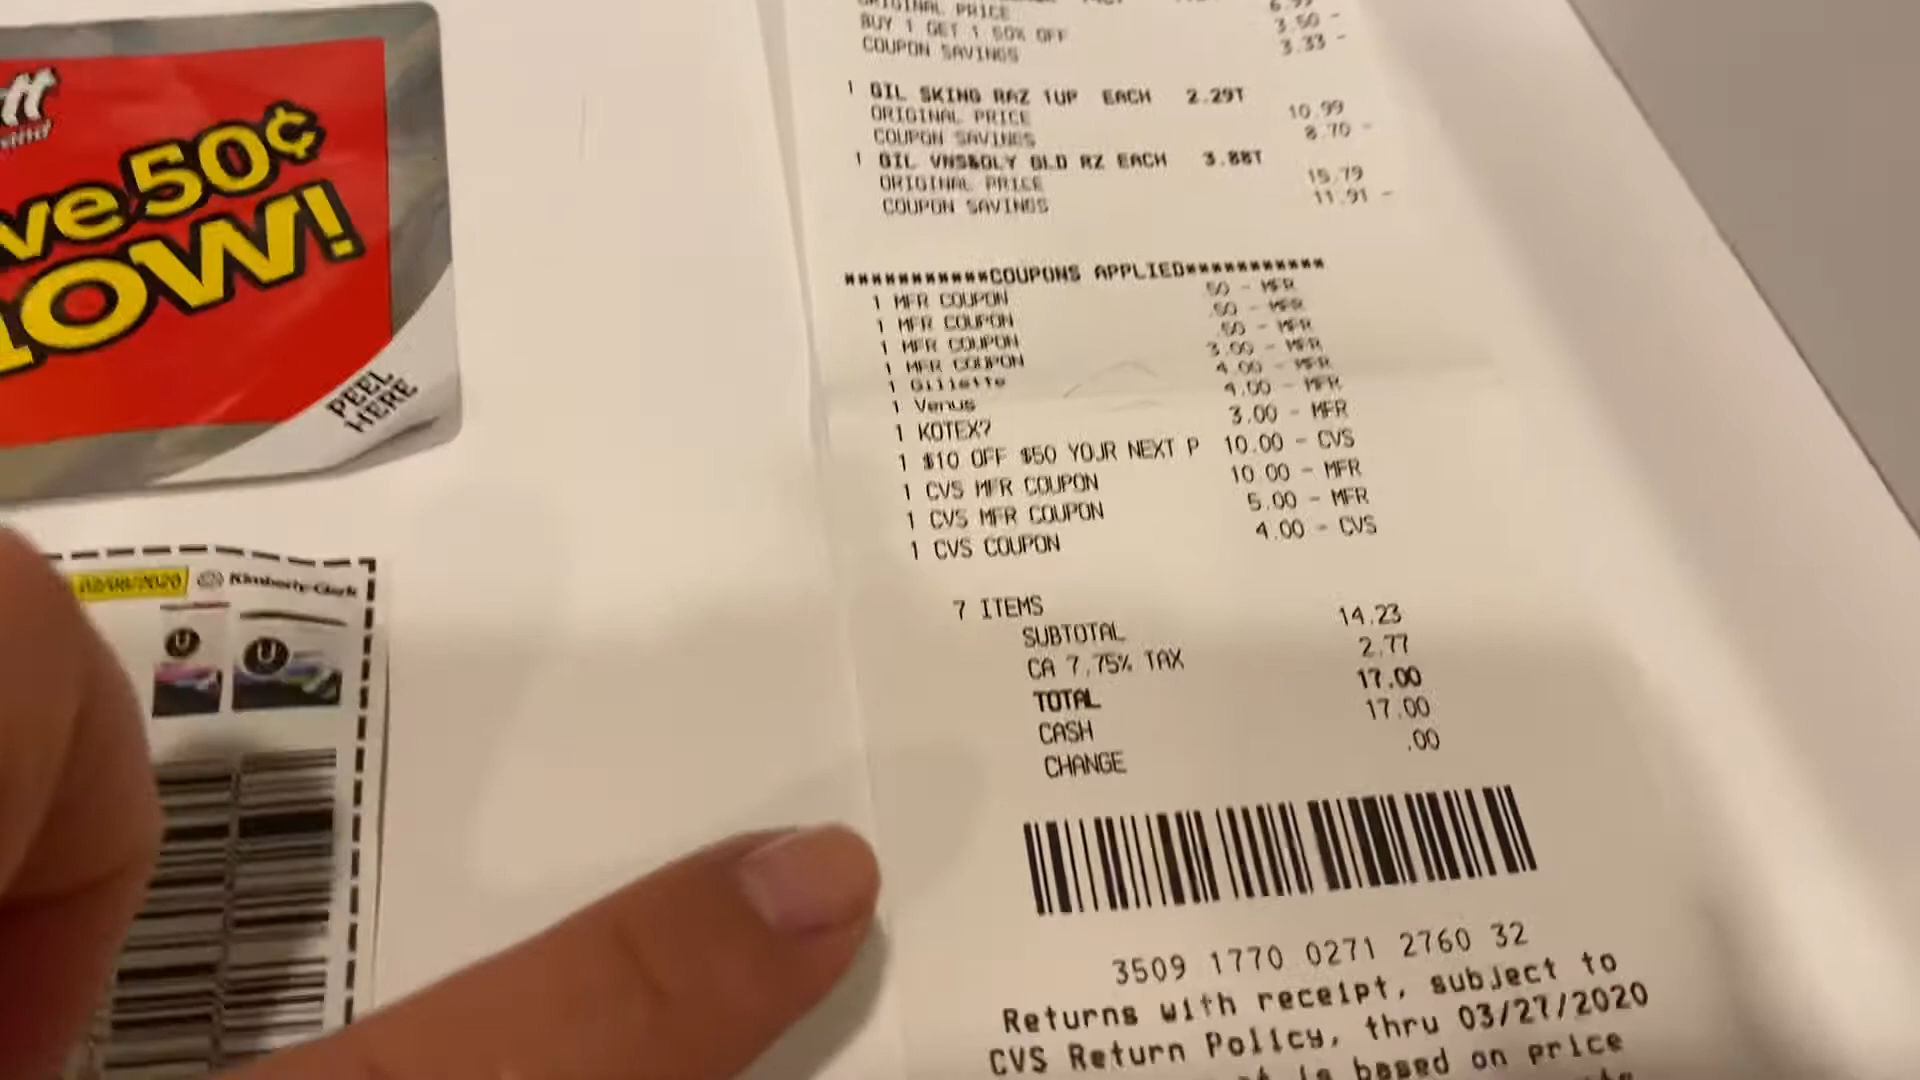 ve 50¢
NOW!
PEEL
HERE
02/08/2020 Kimberly-Clark
U U
ORIGINAL PRICE 6.99
BUY 1 GET 1 50% OFF 3.50 -
COUPON SAVINGS 3.33 -
1 GIL SKING RAZ 1UP EACH 2.29T
ORIGINAL PRICE 10.99
COUPON SAVINGS 8.70 -
1 GIL VNS&OLY GLD RZ EACH 3.88T
ORIGINAL PRICE 15.79
COUPON SAVINGS 11.91 -
***********COUPONS APPLIED***********
1 MFR COUPON .50 - MFR
1 MFR COUPON .50 - MFR
1 MFR COUPON .50 - MFR
1 MFR COUPON 3.00 - MFR
1 Gillette 4.00 - MFR
1 Venus 4.00 - MFR
1 KOTEX? 3.00 - MFR
1 $10 OFF $50 YOUR NEXT P 10.00 - CVS
1 CVS MFR COUPON 10.00 - MFR
1 CVS MFR COUPON 5.00 - MFR
1 CVS COUPON 4.00 - CVS
7 ITEMS
SUBTOTAL 14.23
CA 7.75% TAX 2.77
TOTAL 17.00
CASH 17.00
CHANGE .00
3509 1770 0271 2760 32
Returns with receipt, subject to
CVS Return Policy, thru 03/27/2020
is based on price